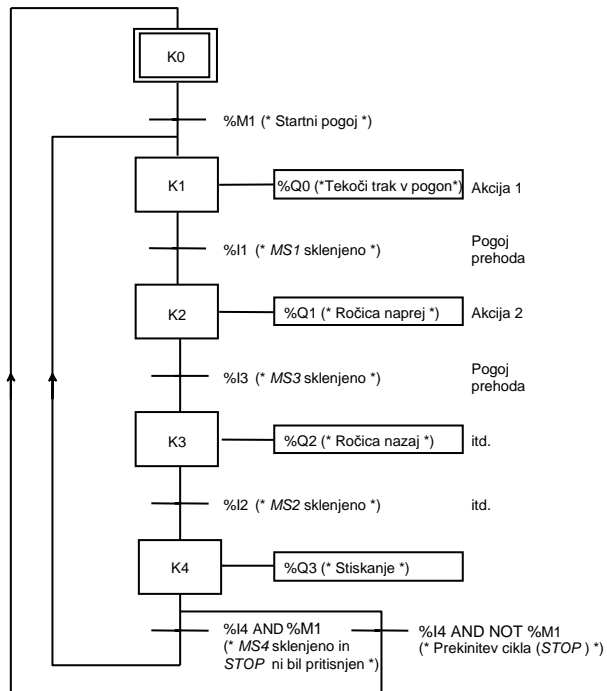 K0
%M1 (* Startni pogoj *)
K1
%Q0 (*Tekoči trak v pogon*)
Akcija 1
%I1 (* MS1 sklenjeno *)
Pogoj
prehoda
K2
%Q1 (* Ročica naprej *)
Akcija 2
%I3 (* MS3 sklenjeno *)
Pogoj
prehoda
K3
%Q2 (* Ročica nazaj *)
itd.
%I2 (* MS2 sklenjeno *)
itd.
K4
%Q3 (* Stiskanje *)
%I4 AND %M1
(* MS4 sklenjeno in
STOP ni bil pritisnjen *)
%I4 AND NOT %M1
(* Prekinitev cikla (STOP ) *)